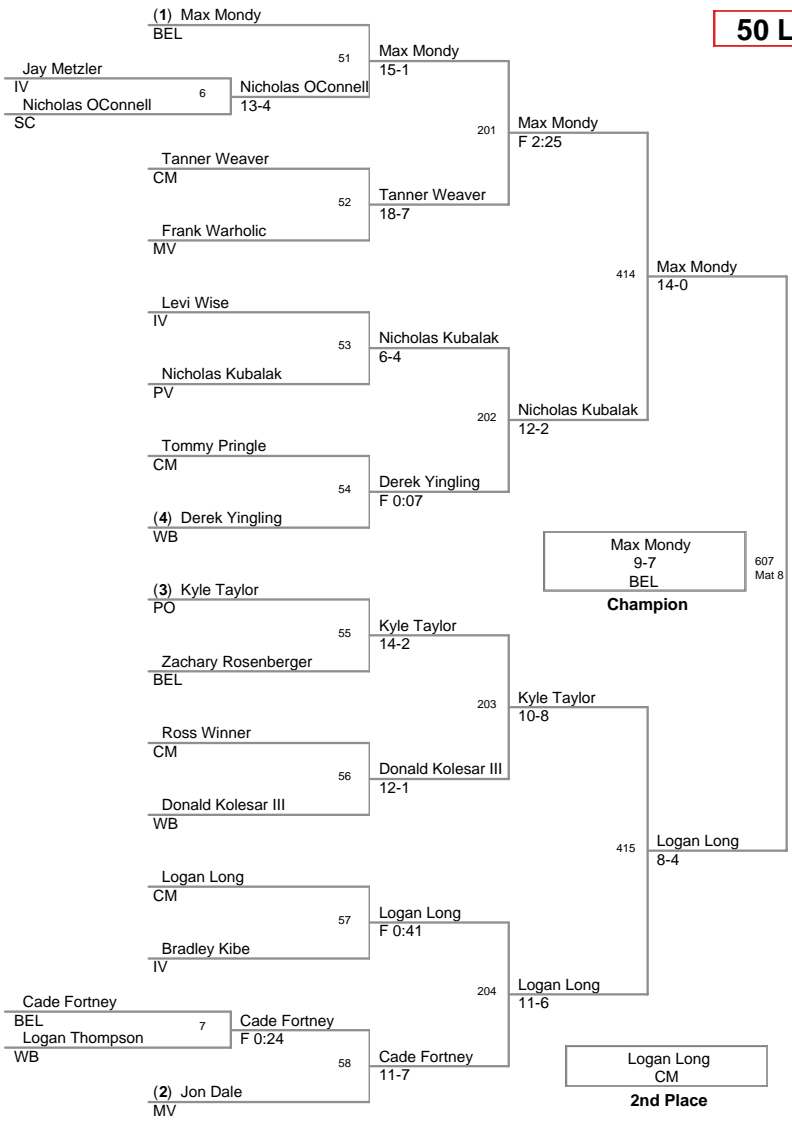 (1) Max Mondy
BEL
50 L
51
Max Mondy
15-1
Jay Metzler
IV
6
Nicholas OConnell
13-4
Nicholas OConnell
SC
201
Max Mondy
F 2:25
Tanner Weaver
CM
52
Tanner Weaver
18-7
Frank Warholic
MV
414
Max Mondy
14-0
Levi Wise
IV
53
Nicholas Kubalak
6-4
Nicholas Kubalak
PV
202
Nicholas Kubalak
12-2
Tommy Pringle
CM
54
Derek Yingling
F 0:07
(4) Derek Yingling
WB
Max Mondy
9-7
BEL
Champion
607
Mat 8
(3) Kyle Taylor
PO
55
Kyle Taylor
14-2
Zachary Rosenberger
BEL
203
Kyle Taylor
10-8
Ross Winner
CM
56
Donald Kolesar III
12-1
Donald Kolesar III
WB
415
Logan Long
8-4
Logan Long
CM
57
Logan Long
F 0:41
Bradley Kibe
IV
204
Logan Long
11-6
Cade Fortney
BEL
7
Cade Fortney
F 0:24
Logan Thompson
WB
58
Cade Fortney
11-7
(2) Jon Dale
MV
Logan Long
CM
2nd Place